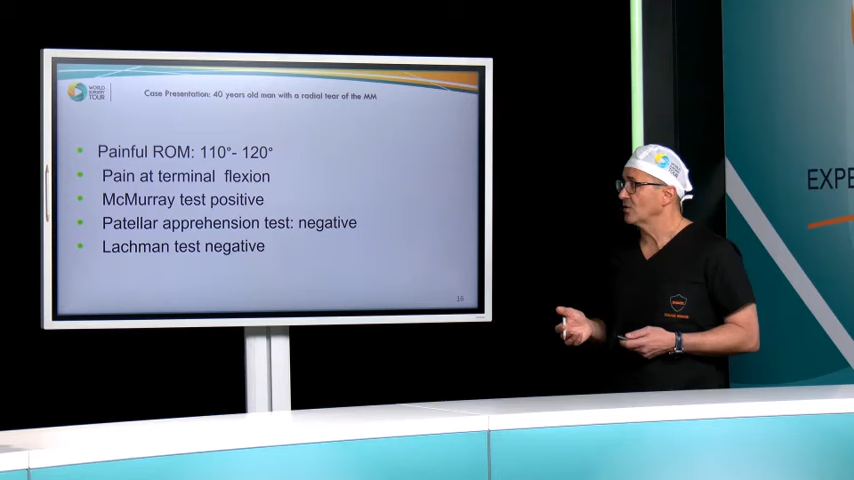 WORLD
SURGERY
TOUR
Case Presentation: 40 years old man with a radial tear of the MM
Painful ROM: 110°- 120°
Pain at terminal flexion
McMurray test positive
Patellar apprehension test: negative
Lachman test negative
16
EXPE